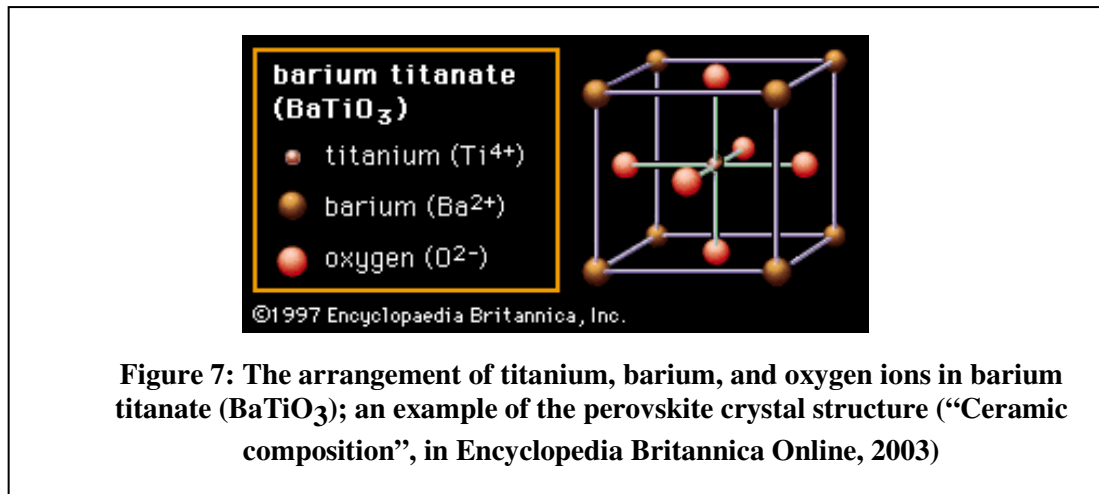 barium titanate
(BaTiO3)
titanium (Ti4+)
barium (Ba2+)
oxygen (O2-)
©1997 Encyclopaedia Britannica, Inc.
Figure 7: The arrangement of titanium, barium, and oxygen ions in barium
titanate (BaTiO3); an example of the perovskite crystal structure (“Ceramic
composition”, in Encyclopedia Britannica Online, 2003)